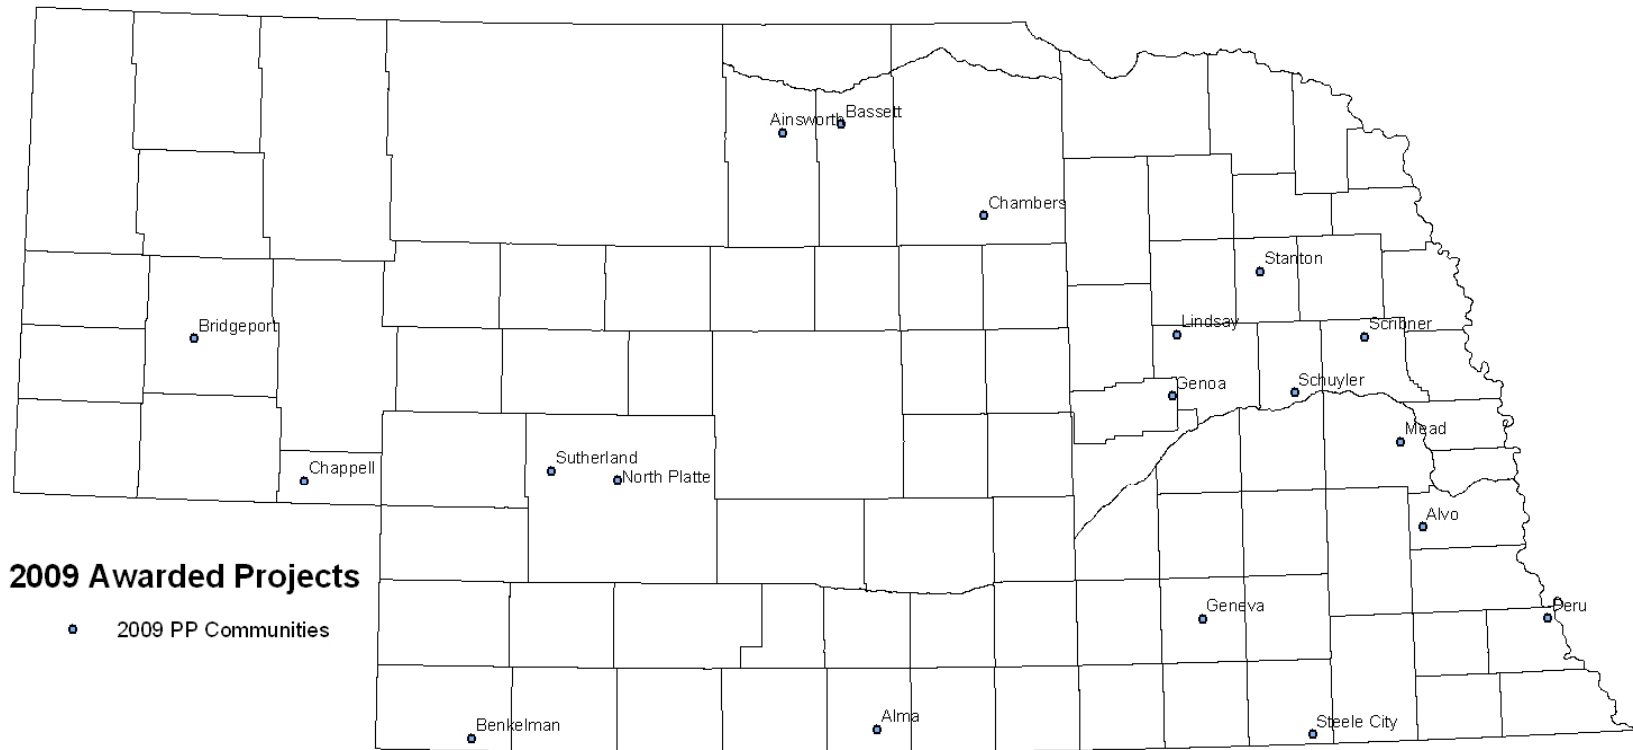 Bassett
Ainsworth
Chambers
Stanton
Lindsay
Scribner
Bridgeport
Genoa
Schuyler
Mead
Sutherland
Chappell
North Platte
Alvo
2009 Awarded Projects
2009 PP Communities
Geneva
Peru
Alma
Steele City
Benkelman